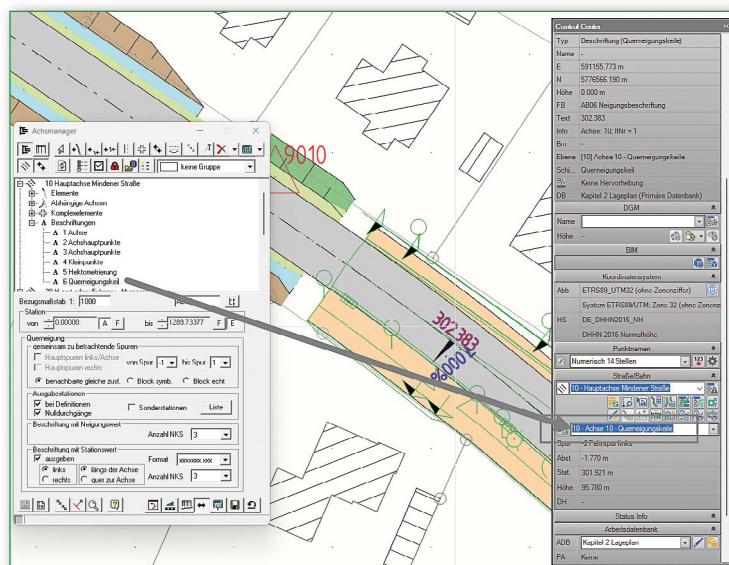 9010
302.383
2.000%
Achsmanager
keine Gruppe
10 Hauptachse Mindener Straße
Elemente
Abhängige Achsen
Komplexelemente
Beschriftungen
1 Achse
2 Achshauptpunkte
3 Achshauptpunkte
4 Kleinpunkte
5 Hektometrierung
6 Querneigungskeil
Bezugsmaßstab 1: 1000
Station
von 0.00000 A F bis 1289.73377 F E
Querneigung
gemeinsam zu betrachtende Spuren
Hauptspuren links/Achse
Hauptspuren rechts
von Spur -1 bis Spur 1
benachbarte gleiche zusf. Block symb. Block echt
Ausgabestationen
bei Definitionen
Nulldurchgänge
Sonderstationen Liste
Beschriftung mit Neigungswert
Anzahl NKS 3
Beschriftung mit Stationswert
ausgeben Format xxxxxxx.xxx
links längs der Achse
rechts quer zur Achse Anzahl NKS 3
Control Center
Typ Beschriftung (Querneigungskeile)
Name -
E 591155.773 m
N 5776566.190 m
Höhe 0.000 m
FB AB06 Neigungsbeschriftung
Text 302.383
Info Achse: 10; lfNr = 1
Bm -
Ebene [10] Achse 10 - Querneigungskeile
Schi... Querneigungskeil
Keine Hervorhebung
DB Kapitel 2 Lageplan (Primäre Datenbank)
DGM
Name
Höhe -
BIM
Koordinatensystem
Abb ETRS89_UTM32 (ohne Zonenziffer)
System ETRS89/UTM; Zone 32 (ohne Zonenz
HS DE_DHHN2016_NH
DHHN 2016 Normalhöhe
Punktnamen
Numerisch 14 Stellen
123
Straße/Bahn
10 - Hauptachse Mindener Straße
10 - Achse 10 - Querneigungskeile
Spur -2 Fahrspur links
Abst. -1.770 m
Stat. 301.921 m
Höhe 95.780 m
DH -
Status Info
Arbeitsdatenbank
ADB Kapitel 2 Lageplan
PA Keine